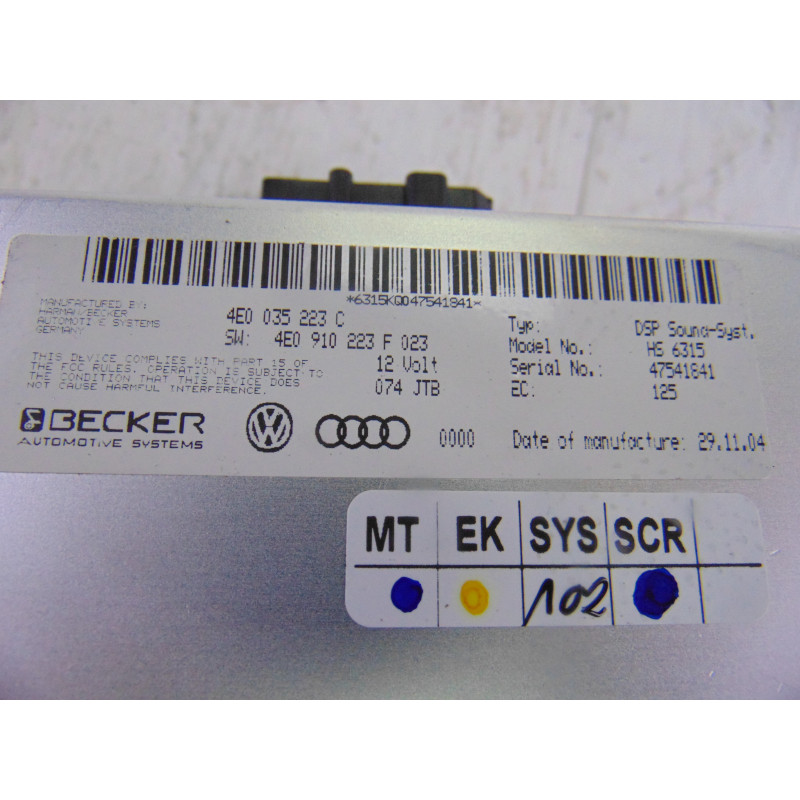 *6315KQ047541841*
MANUFACTURED BY:
HARMAN/BECKER
AUTOMOTIVE SYSTEMS
GERMANY
4E0 035 223 C
SW: 4E0 910 223 F 023
THIS DEVICE COMPLIES WITH PART 15 OF
THE FCC RULES. OPERATION IS SUBJECT TO
THE CONDITION THAT THIS DEVICE DOES
NOT CAUSE HARMFUL INTERFERENCE.
12 Volt
074 JTB
Typ: DSP Sound-Syst.
Model No.: HS 6315
Serial No.: 47541841
EC: 125
BECKER
AUTOMOTIVE SYSTEMS
VW
0000
Date of manufacture: 29.11.04
MT EK SYS SCR
102